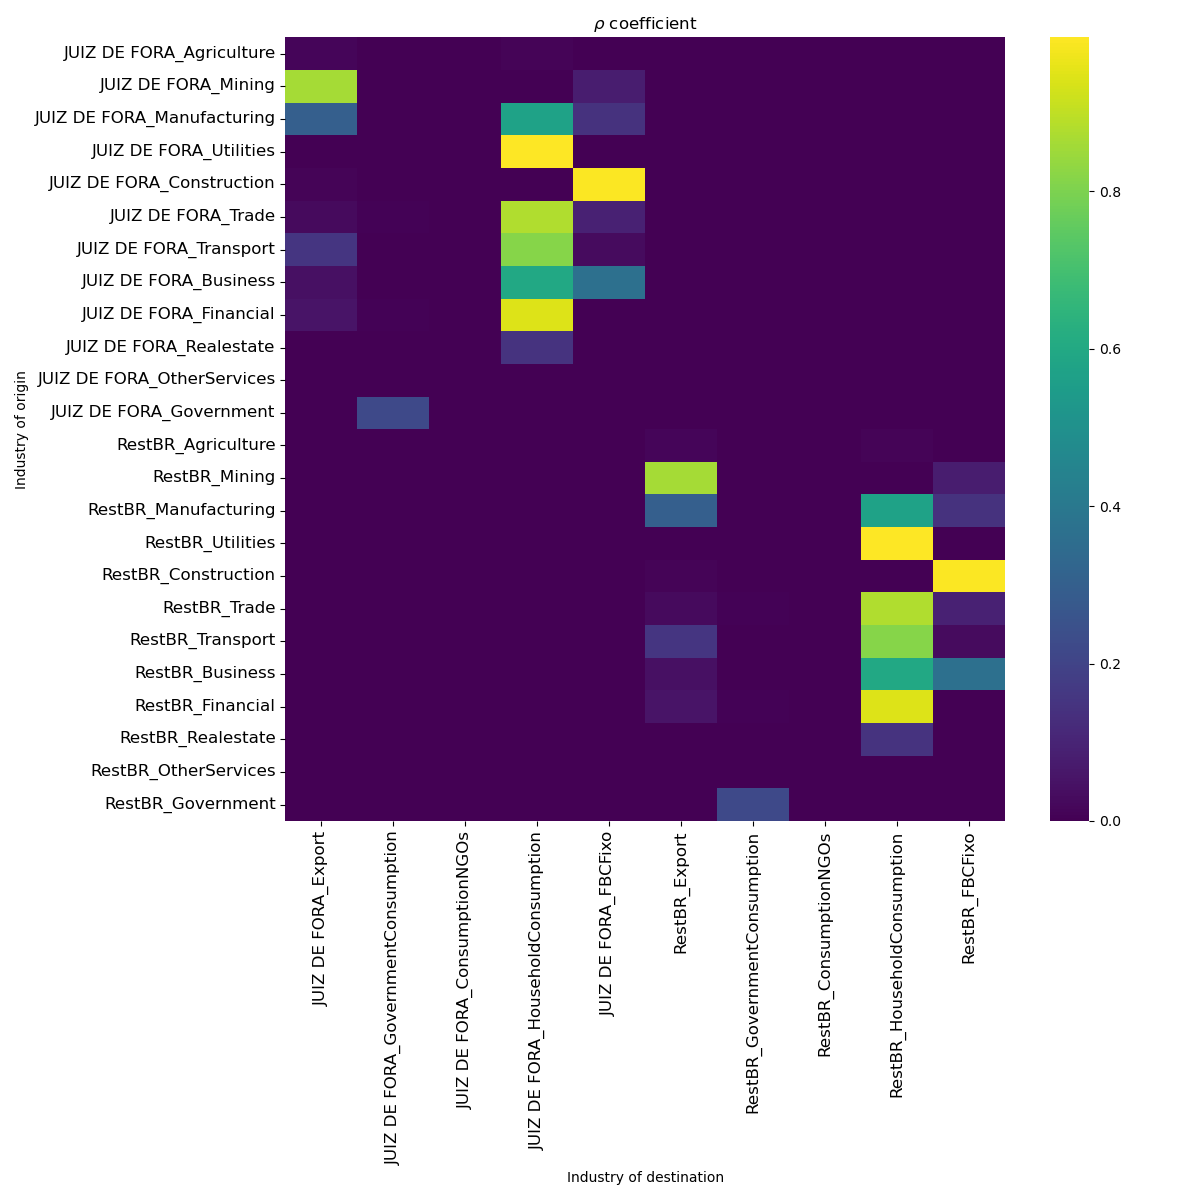 ρ coefficient
JUIZ DE FORA_Agriculture
JUIZ DE FORA_Mining
JUIZ DE FORA_Manufacturing
JUIZ DE FORA_Utilities
JUIZ DE FORA_Construction
JUIZ DE FORA_Trade
JUIZ DE FORA_Transport
JUIZ DE FORA_Business
JUIZ DE FORA_Financial
JUIZ DE FORA_Realestate
JUIZ DE FORA_OtherServices
JUIZ DE FORA_Government
RestBR_Agriculture
RestBR_Mining
RestBR_Manufacturing
RestBR_Utilities
RestBR_Construction
RestBR_Trade
RestBR_Transport
RestBR_Business
RestBR_Financial
RestBR_Realestate
RestBR_OtherServices
RestBR_Government
Industry of origin
JUIZ DE FORA_Export
JUIZ DE FORA_GovernmentConsumption
JUIZ DE FORA_ConsumptionNGOs
JUIZ DE FORA_HouseholdConsumption
JUIZ DE FORA_FBCFixo
RestBR_Export
RestBR_GovernmentConsumption
RestBR_ConsumptionNGOs
RestBR_HouseholdConsumption
RestBR_FBCFixo
Industry of destination
0.8
0.6
0.4
0.2
0.0